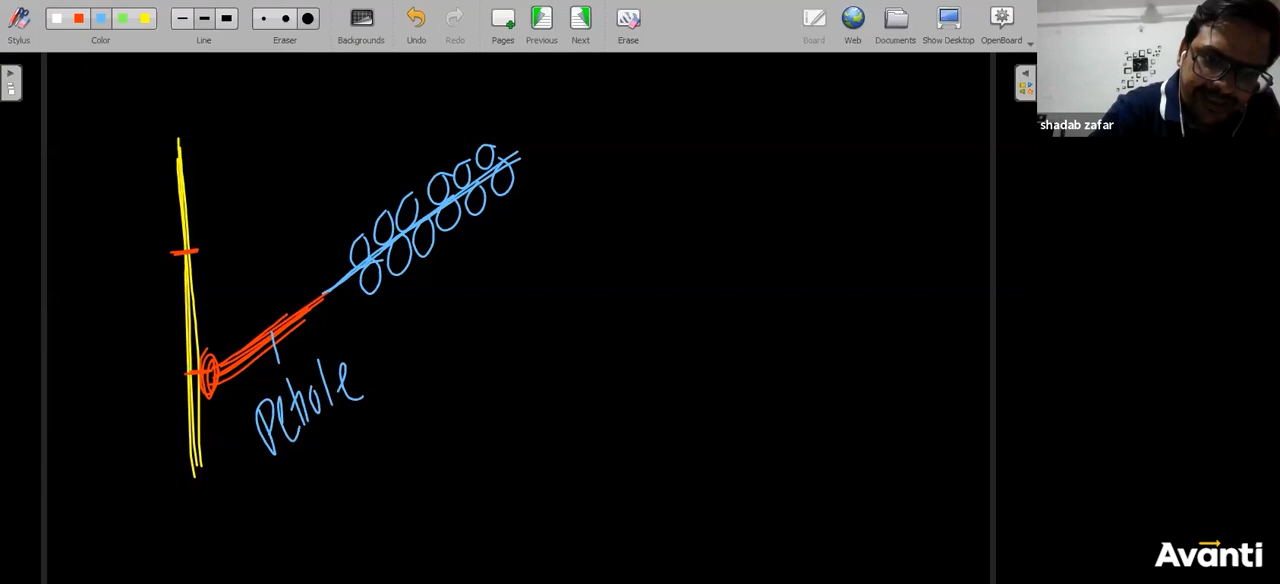 Stylus
Color
Line
Eraser
Backgrounds
Undo
Redo
Pages
Previous
Next
Erase
Board
Web
Documents
Show Desktop
OpenBoard
shadab zafar
Petiole
Avanti